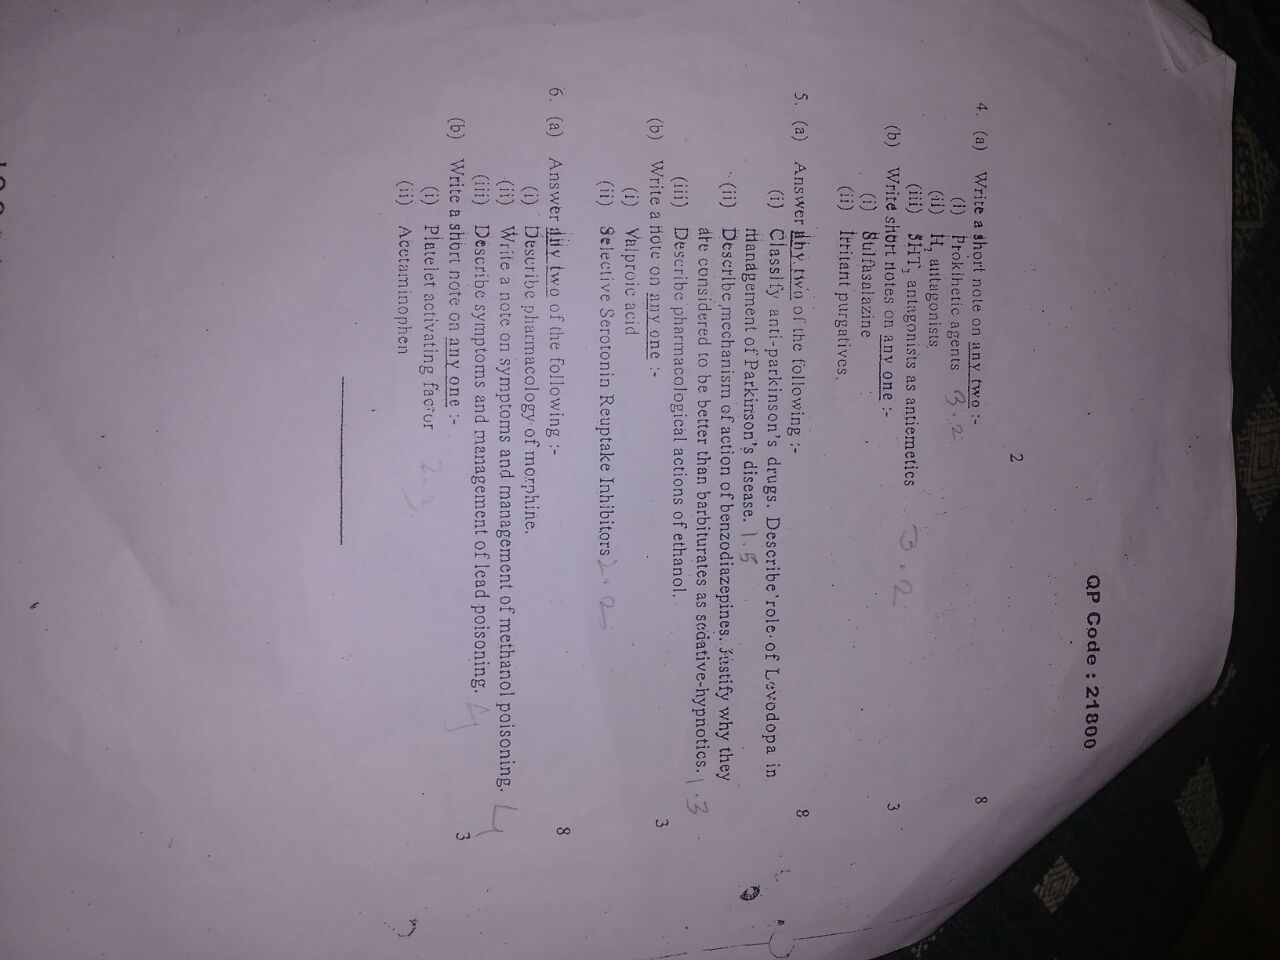 QP Code : 21800
2
4. (a) Write a short note on any two :- 8
(i) Prokinetic agents 3.2
(ii) H, antagonists
(iii) 5HT, antagonists as antiemetics
(b) Write short notes on any one :- 3.2 3
(i) Sulfasalazine
(ii) Irritant purgatives.
5. (a) Answer any two of the following :- 8
(i) Classify anti-parkinson's drugs. Describe role of Levodopa in
management of Parkinson's disease. 1.5
(ii) Describe mechanism of action of benzodiazepines. Justify why they
are considered to be better than barbiturates as sedative-hypnotics. 1.3
(iii) Describe pharmacological actions of ethanol.
(b) Write a note on any one :- 3
(i) Valproic acid
(ii) Selective Serotonin Reuptake Inhibitors 2.2
6. (a) Answer any two of the following :- 8
(i) Describe pharmacology of morphine.
(ii) Write a note on symptoms and management of methanol poisoning. 4
(iii) Describe symptoms and management of lead poisoning. 4
(b) Write a short note on any one :- 3
(i) Platelet activating factor 2.3
(ii) Acetaminophen